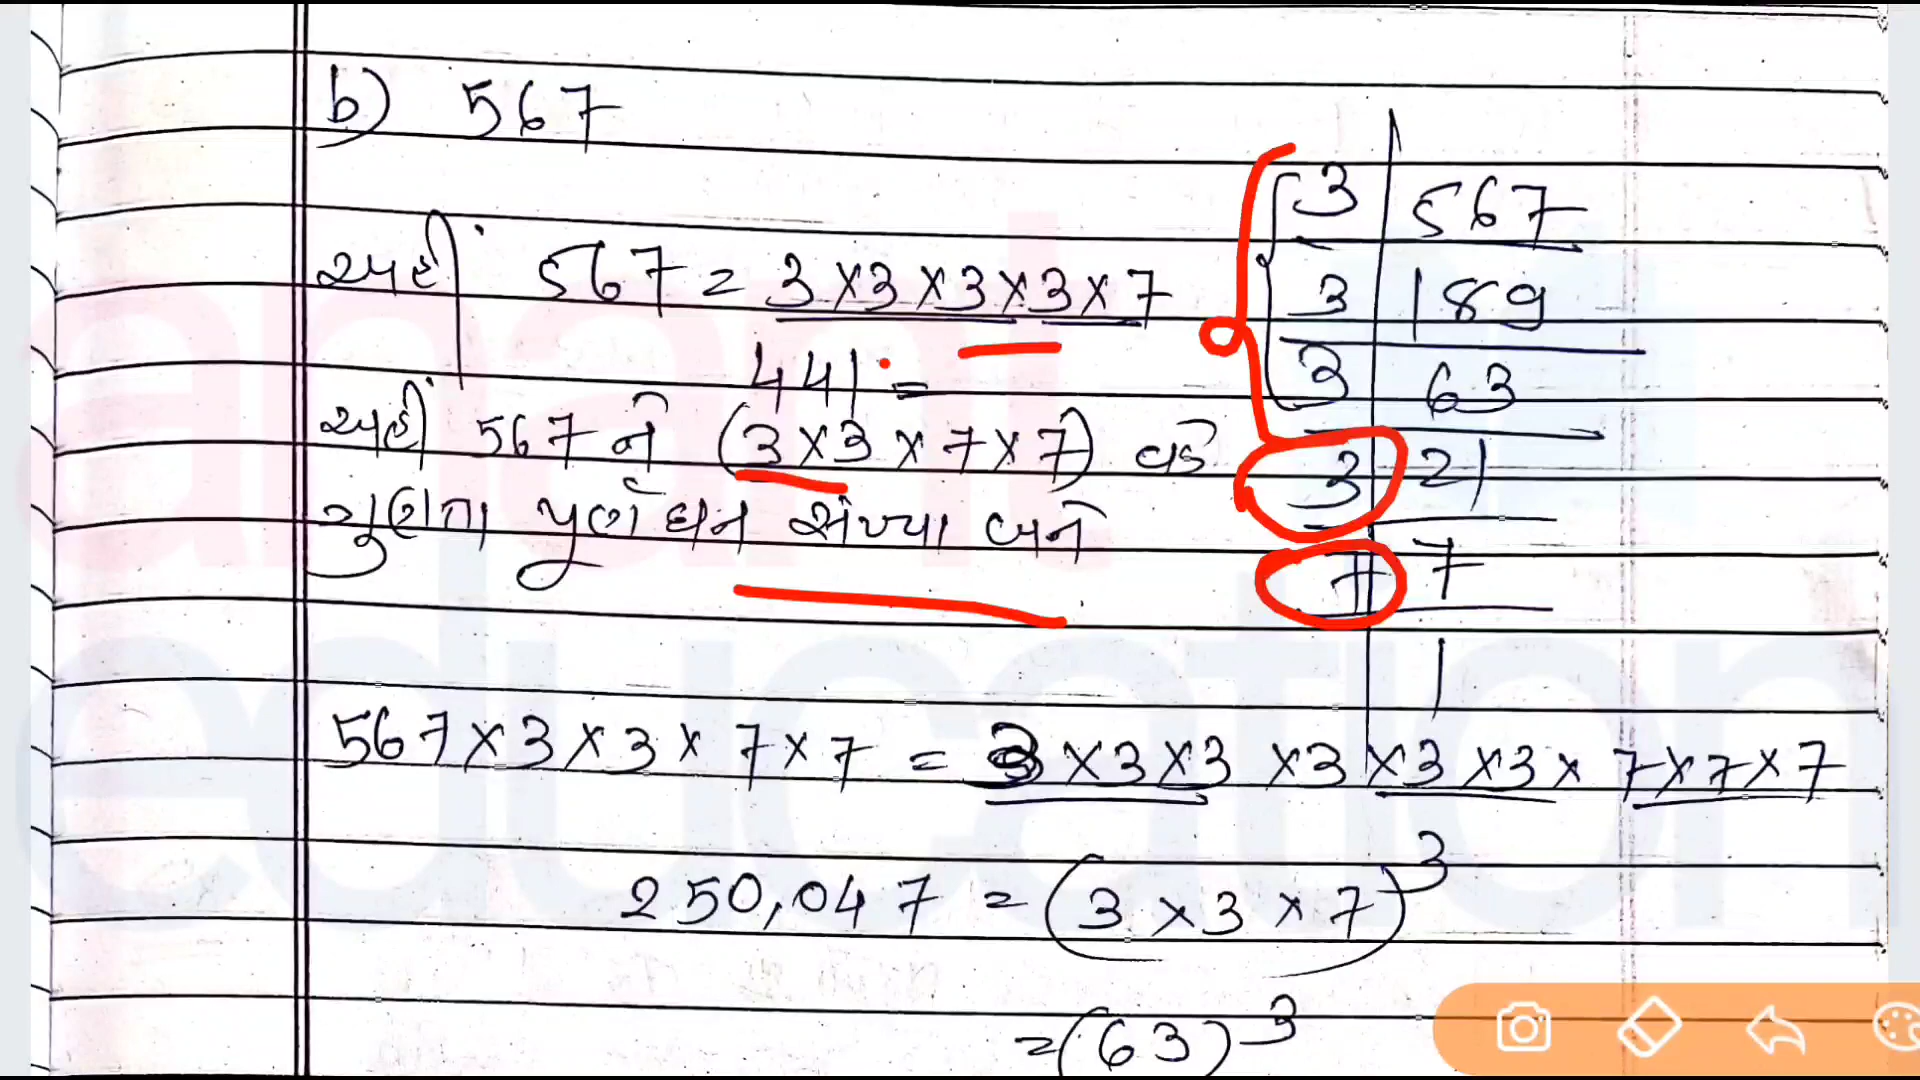 b) 567
અહીં 567 = 3×3×3×3×7
441 =
અહીં 567 ને (3×3×7×7) વડે
ગુણતા પૂર્ણ ઘન સંખ્યા બને
3 | 567
3 | 189
3 | 63
3 | 21
7 | 7
1
567×3×3×7×7 = 3×3×3×3×3×3×7×7×7
250,047 = (3×3×7)³
=(63)³
anant
education